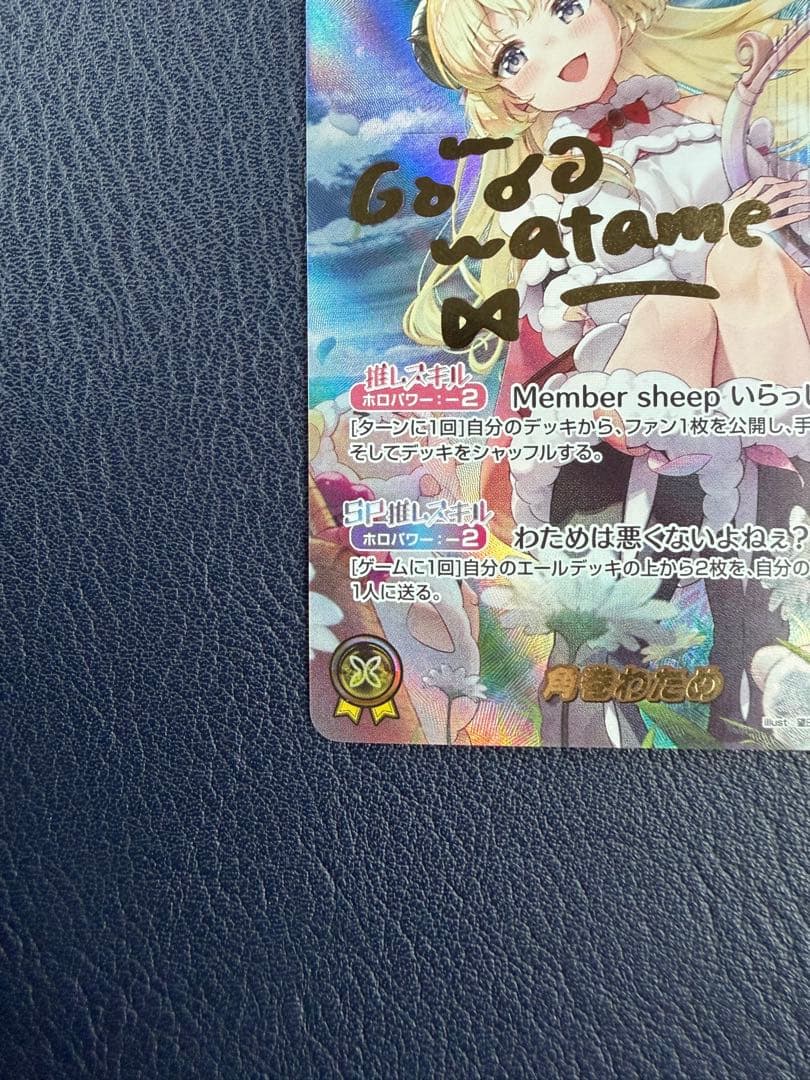 watame
推しスキル
ホロパワー：－2
Member sheep いらっし
[ターンに1回]自分のデッキから、ファン1枚を公開し、手
そしてデッキをシャッフルする。
SP推しスキル
ホロパワー：－2
わためは悪くないよねぇ？
[ゲームに1回]自分のエールデッキの上から2枚を、自分の
1人に送る。
角巻わため
illust 望